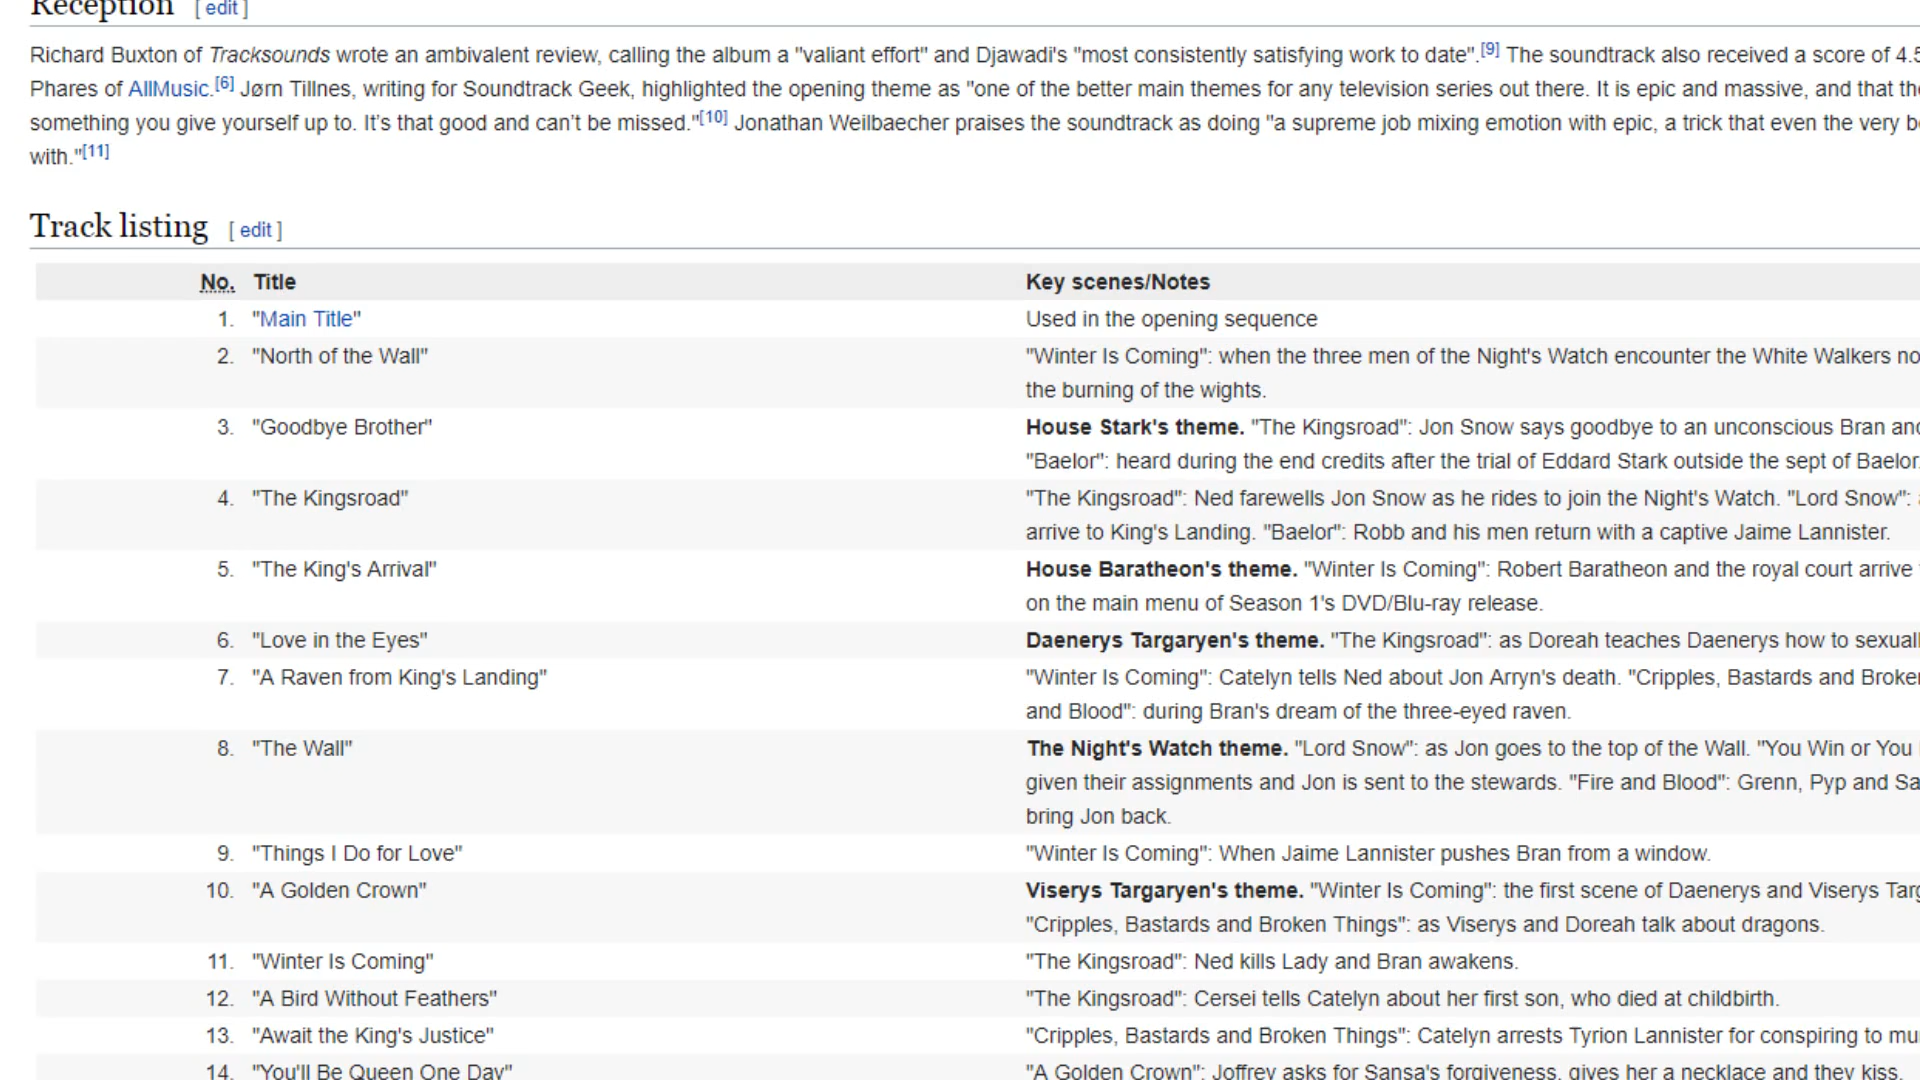 Reception [ edit ]
Richard Buxton of Tracksounds wrote an ambivalent review, calling the album a "valiant effort" and Djawadi's "most consistently satisfying work to date".[9] The soundtrack also received a score of 4.5
Phares of AllMusic.[6] Jørn Tillnes, writing for Soundtrack Geek, highlighted the opening theme as "one of the better main themes for any television series out there. It is epic and massive, and that the
something you give yourself up to. It's that good and can't be missed."[10] Jonathan Weilbaecher praises the soundtrack as doing "a supreme job mixing emotion with epic, a trick that even the very
with."[11]
Track listing [ edit ]
No. Title Key scenes/Notes
1. "Main Title" Used in the opening sequence
2. "North of the Wall" "Winter Is Coming": when the three men of the Night's Watch encounter the White Walkers
the burning of the wights.
3. "Goodbye Brother" House Stark's theme. "The Kingsroad": Jon Snow says goodbye to an unconscious Bran and
"Baelor": heard during the end credits after the trial of Eddard Stark outside the sept of Baelor.
4. "The Kingsroad" "The Kingsroad": Ned farewells Jon Snow as he rides to join the Night's Watch. "Lord Snow":
arrive to King's Landing. "Baelor": Robb and his men return with a captive Jaime Lannister.
5. "The King's Arrival" House Baratheon's theme. "Winter Is Coming": Robert Baratheon and the royal court arrive
on the main menu of Season 1's DVD/Blu-ray release.
6. "Love in the Eyes" Daenerys Targaryen's theme. "The Kingsroad": as Doreah teaches Daenerys how to sexuall
7. "A Raven from King's Landing" "Winter Is Coming": Catelyn tells Ned about Jon Arryn's death. "Cripples, Bastards and Broken
and Blood": during Bran's dream of the three-eyed raven.
8. "The Wall" The Night's Watch theme. "Lord Snow": as Jon goes to the top of the Wall. "You Win or You
given their assignments and Jon is sent to the stewards. "Fire and Blood": Grenn, Pyp and Sa
bring Jon back.
9. "Things I Do for Love" "Winter Is Coming": When Jaime Lannister pushes Bran from a window.
10. "A Golden Crown" Viserys Targaryen's theme. "Winter Is Coming": the first scene of Daenerys and Viserys Targ
"Cripples, Bastards and Broken Things": as Viserys and Doreah talk about dragons.
11. "Winter Is Coming" "The Kingsroad": Ned kills Lady and Bran awakens.
12. "A Bird Without Feathers" "The Kingsroad": Cersei tells Catelyn about her first son, who died at childbirth.
13. "Await the King's Justice" "Cripples, Bastards and Broken Things": Catelyn arrests Tyrion Lannister for conspiring to mu
14. "You'll Be Queen One Day" "A Golden Crown": Joffrey asks for Sansa's forgiveness, gives her a necklace and they kiss.